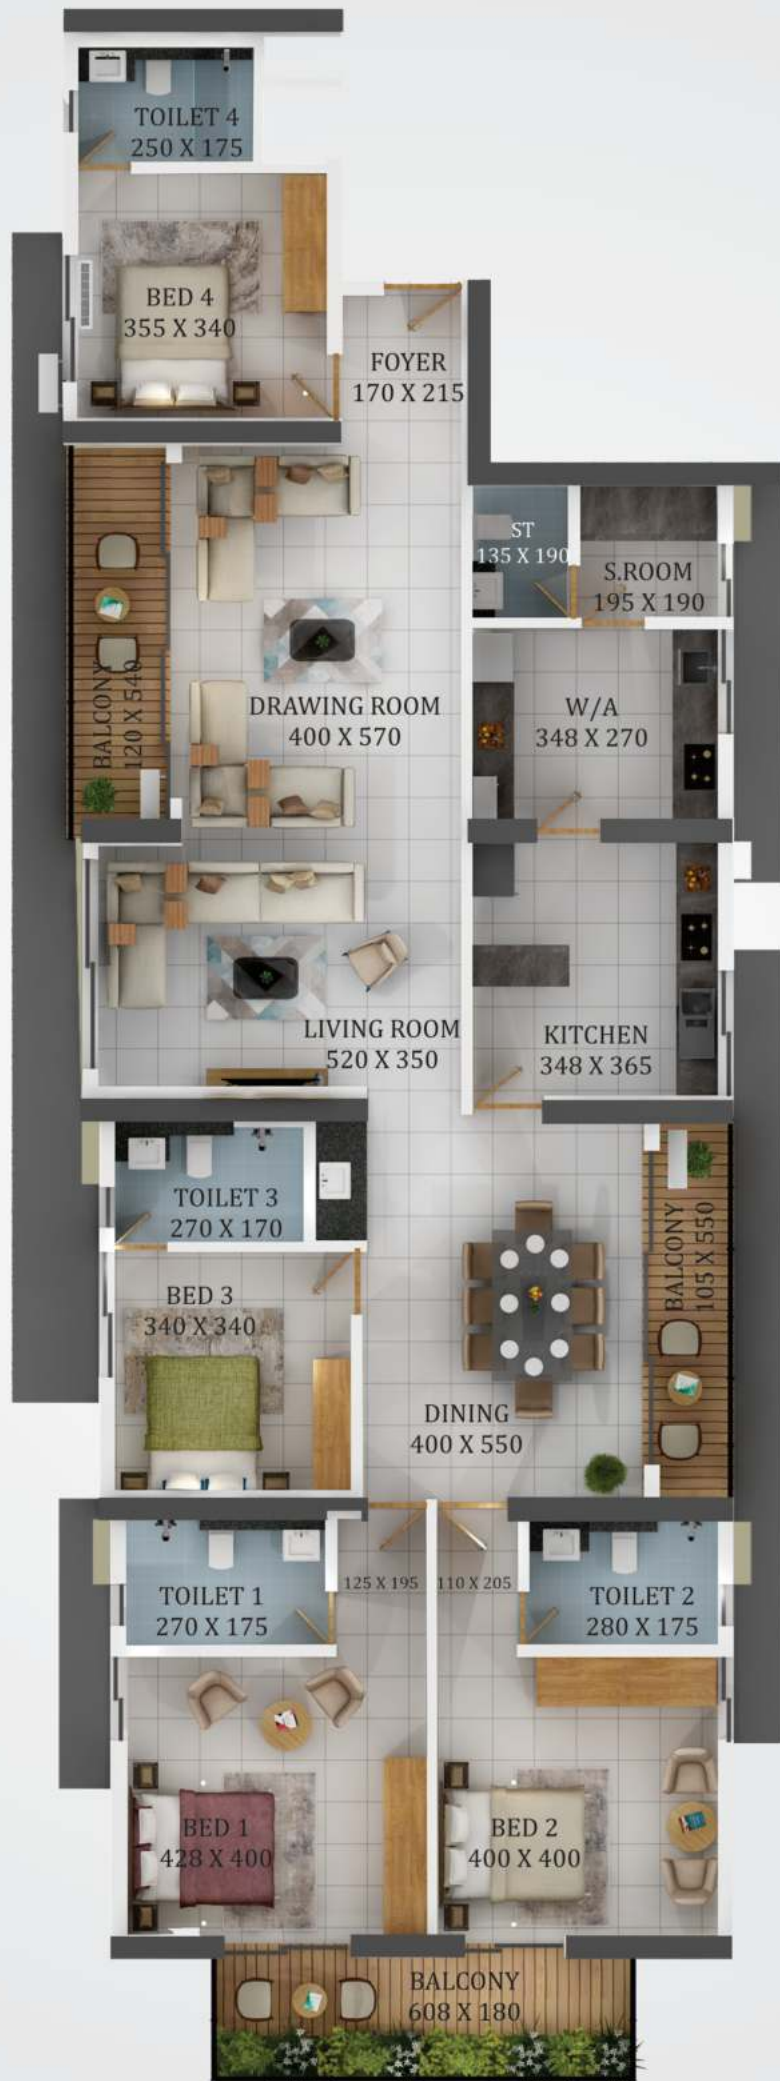 TOILET 4
250 X 175
BED 4
355 X 340
FOYER
170 X 215
ST
135 X 190
S.ROOM
195 X 190
BALCONY
120 X 540
DRAWING ROOM
400 X 570
W/A
348 X 270
LIVING ROOM
520 X 350
KITCHEN
348 X 365
TOILET 3
270 X 170
BALCONY
105 X 550
BED 3
340 X 340
DINING
400 X 550
TOILET 1
270 X 175
125 X 195
110 X 205
TOILET 2
280 X 175
BED 1
428 X 400
BED 2
400 X 400
BALCONY
608 X 180